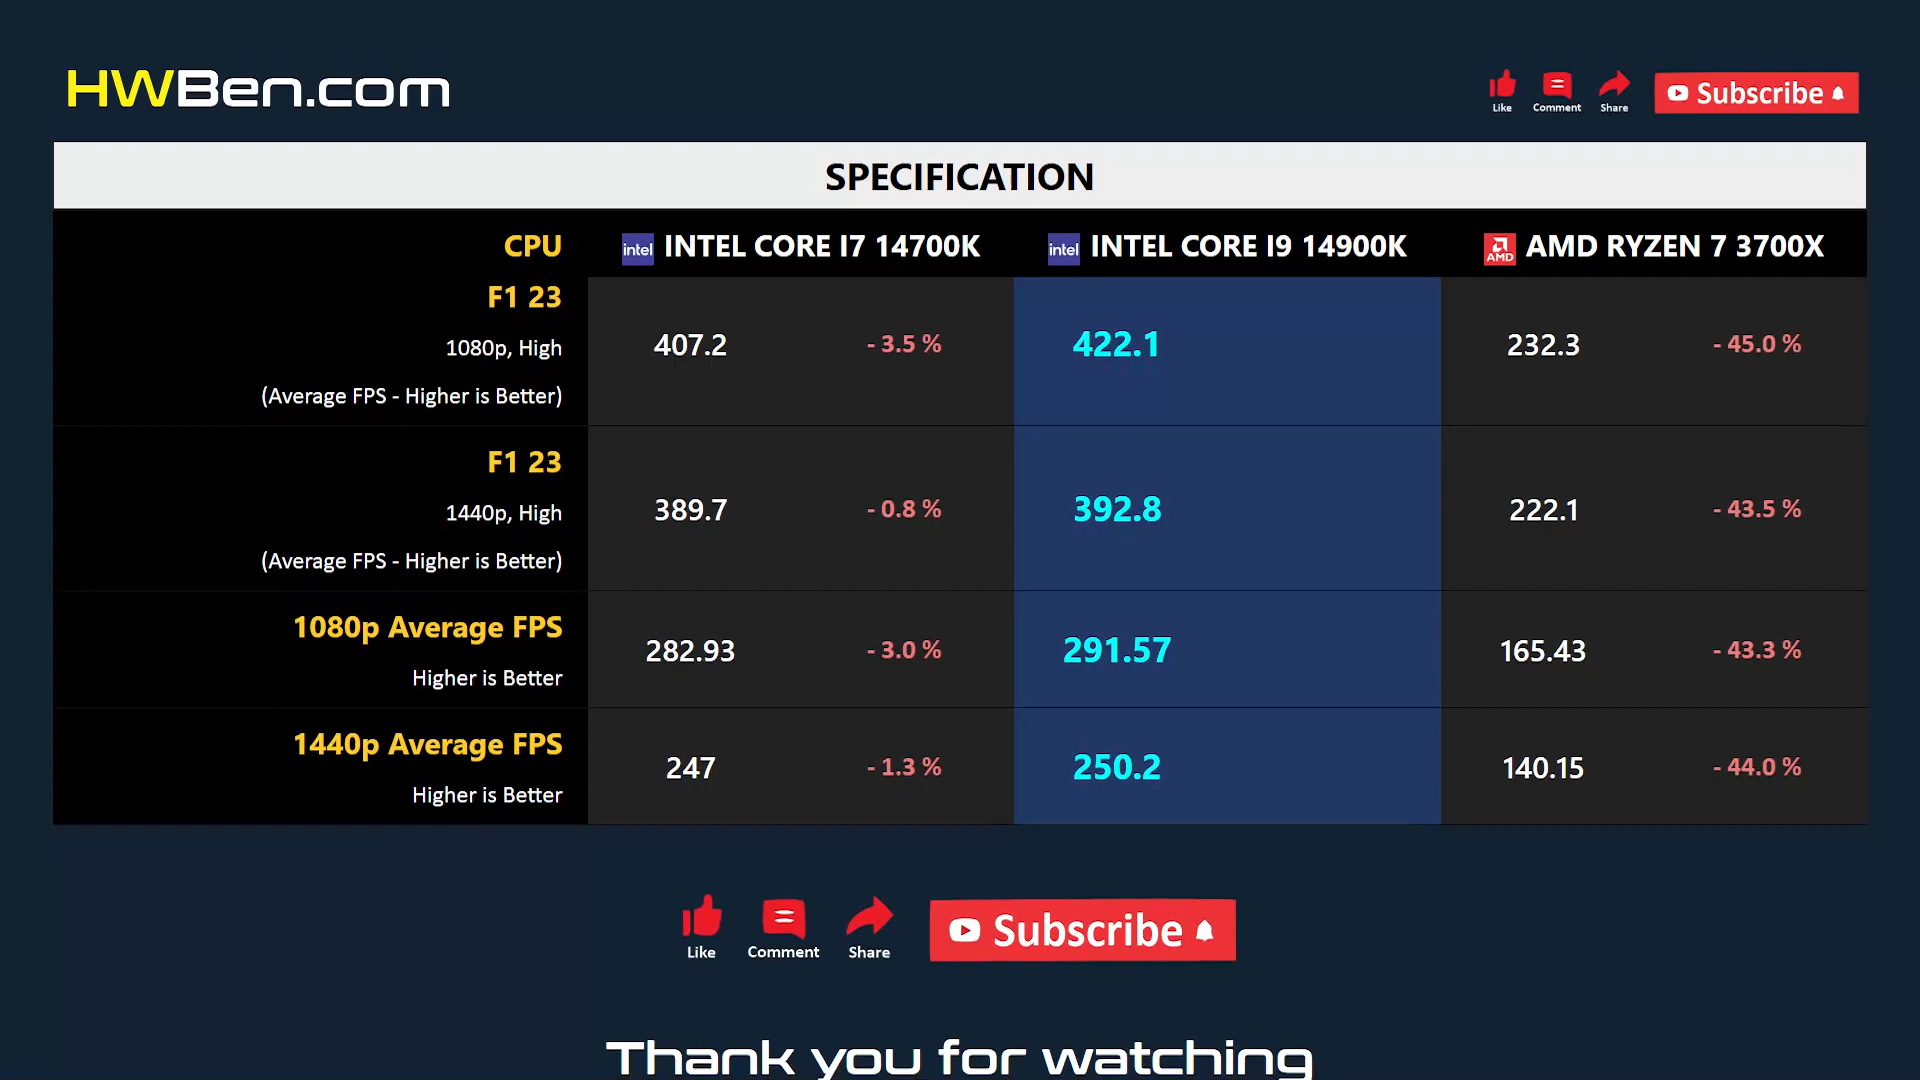 HWBen.com
Like Comment Share Subscribe
SPECIFICATION
CPU intel INTEL CORE I7 14700K intel INTEL CORE I9 14900K AMD AMD RYZEN 7 3700X
F1 23
1080p, High
(Average FPS - Higher is Better)
407.2 - 3.5 % 422.1 232.3 - 45.0 %
F1 23
1440p, High
(Average FPS - Higher is Better)
389.7 - 0.8 % 392.8 222.1 - 43.5 %
1080p Average FPS
Higher is Better
282.93 - 3.0 % 291.57 165.43 - 43.3 %
1440p Average FPS
Higher is Better
247 - 1.3 % 250.2 140.15 - 44.0 %
Like Comment Share Subscribe
Thank you for watching